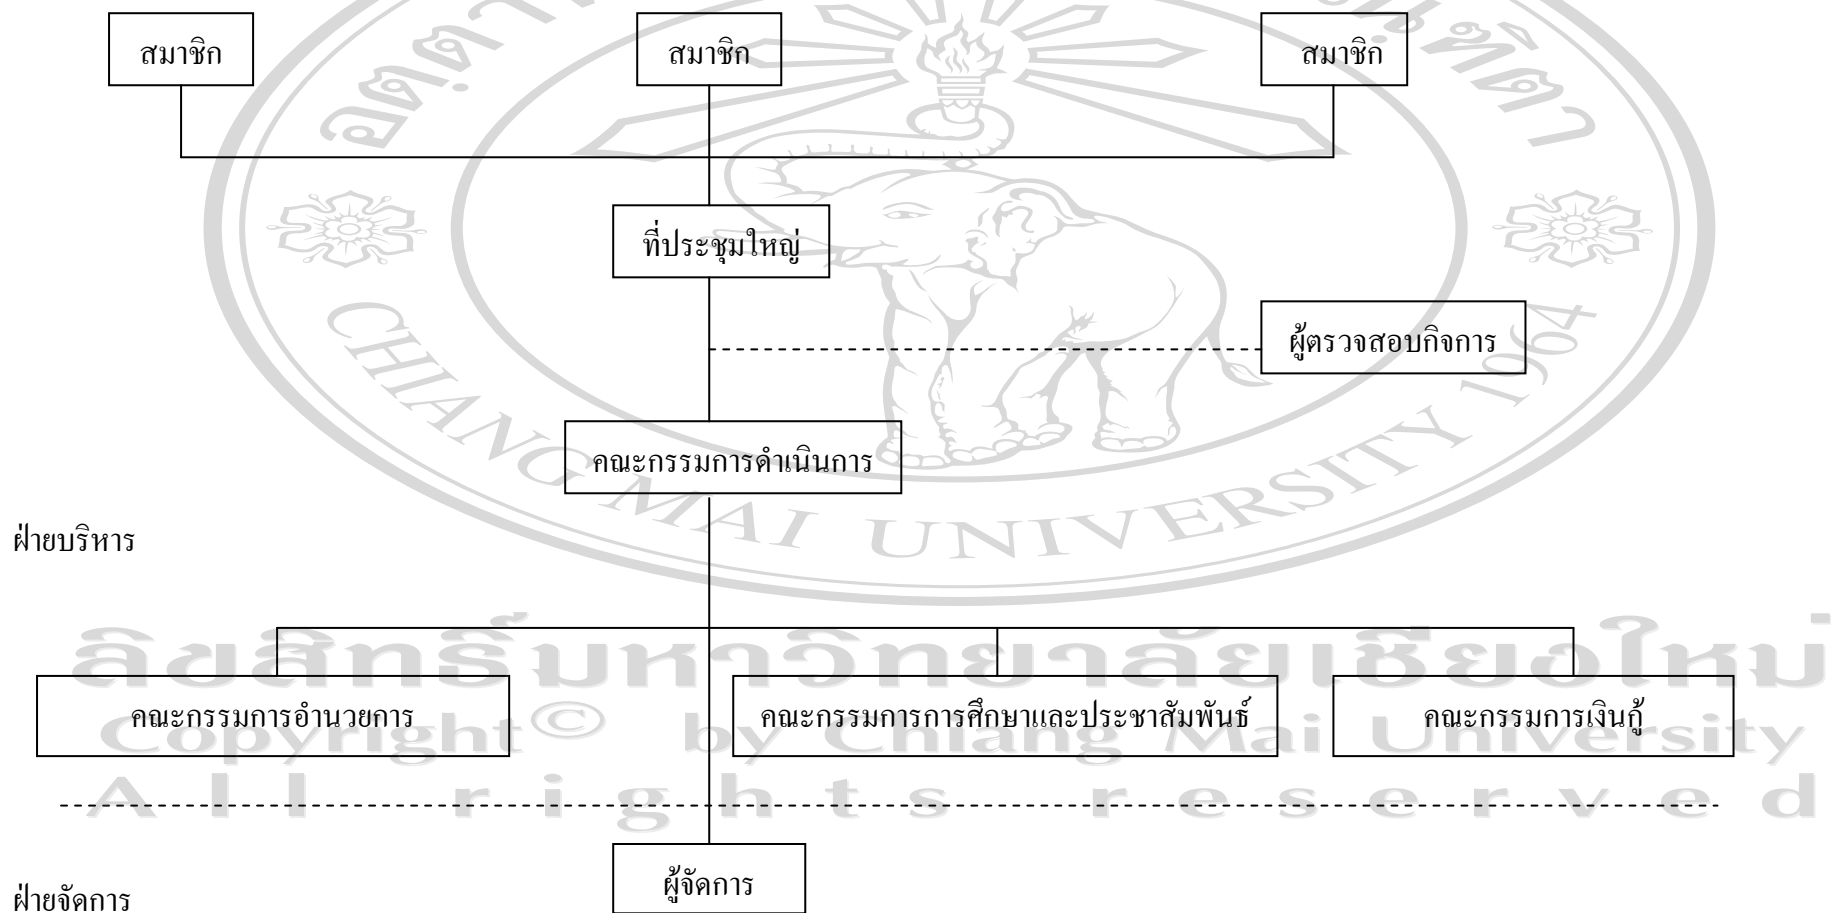 สมาชิก สมาชิก สมาชิก
ที่ประชุมใหญ่
ผู้ตรวจสอบกิจการ
คณะกรรมการดำเนินการ
ฝ่ายบริหาร
คณะกรรมการอำนวยการ คณะกรรมการการศึกษาและประชาสัมพันธ์ คณะกรรมการเงินกู้
ผู้จัดการ
ฝ่ายจัดการ
CHIANG MAI UNIVERSITY 1964
ลิขสิทธิ์มหาวิทยาลัยเชียงใหม่
Copyright© by Chiang Mai University
All rights reserved